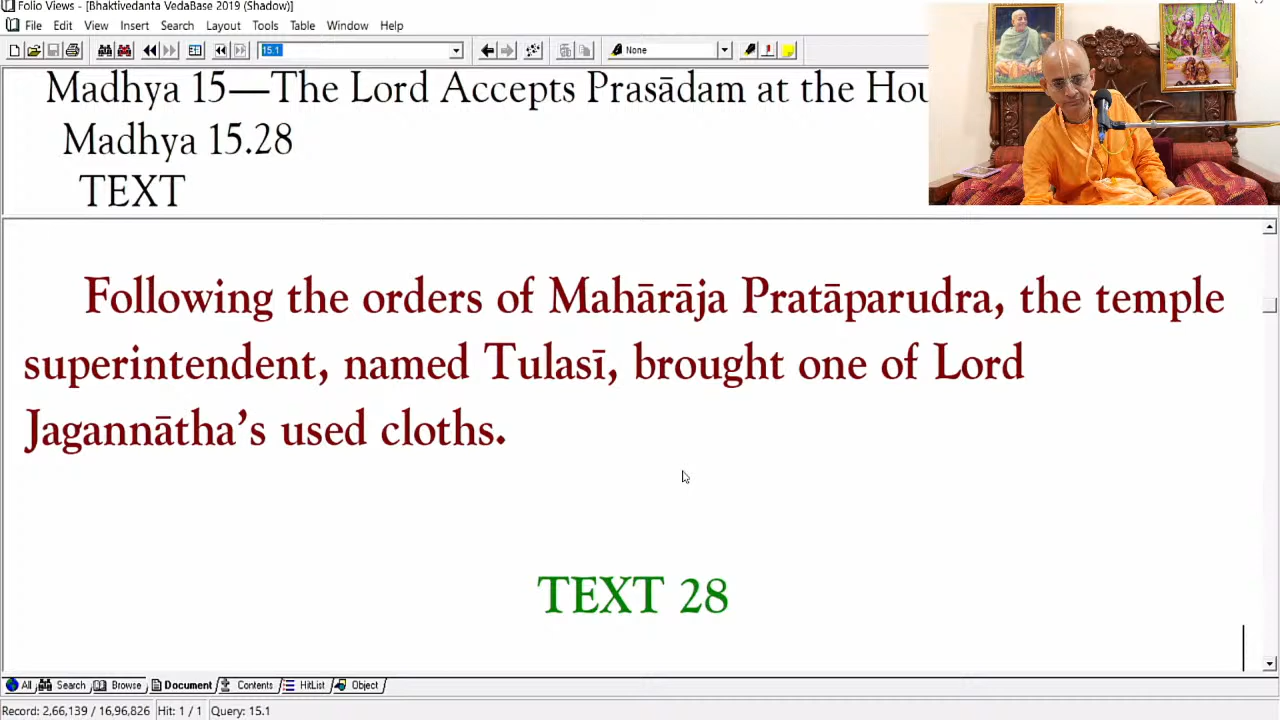 Folio Views - [Bhaktivedanta VedaBase 2019 (Shadow)]
File Edit View Insert Search Layout Tools Table Window Help
15.1 None
Madhya 15—The Lord Accepts Prasādam at the Hou
Madhya 15.28
TEXT
Following the orders of Mahārāja Pratāparudra, the temple
superintendent, named Tulasī, brought one of Lord
Jagannātha’s used cloths.
TEXT 28
All Search Browse Document Contents HitList Object
Record: 2,66,139 / 16,96,826 Hit: 1 / 1 Query: 15.1